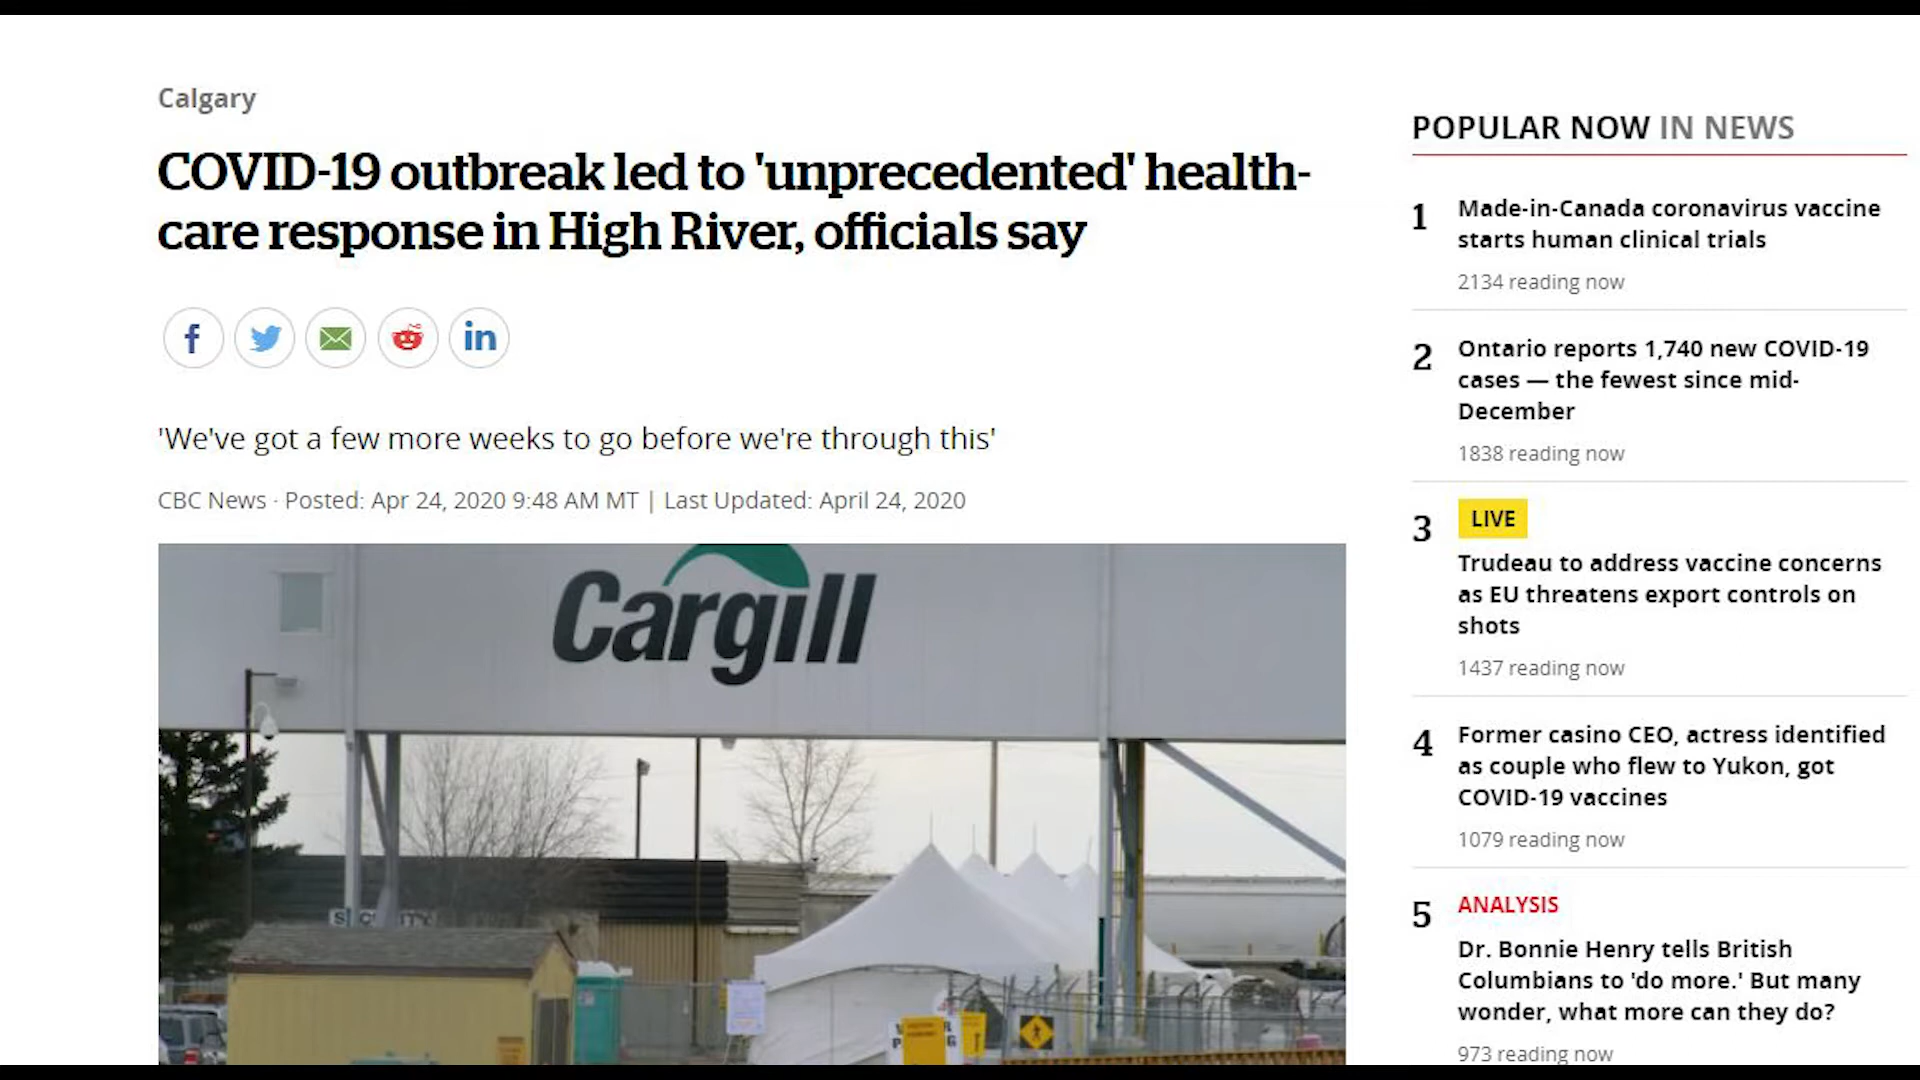 Calgary
COVID-19 outbreak led to 'unprecedented' health-
care response in High River, officials say
f
in
'We've got a few more weeks to go before we're through this'
CBC News · Posted: Apr 24, 2020 9:48 AM MT | Last Updated: April 24, 2020
Cargill
SECURITY
POPULAR NOW IN NEWS
1
Made-in-Canada coronavirus vaccine
starts human clinical trials
2134 reading now
2
Ontario reports 1,740 new COVID-19
cases — the fewest since mid-
December
1838 reading now
3
LIVE
Trudeau to address vaccine concerns
as EU threatens export controls on
shots
1437 reading now
4
Former casino CEO, actress identified
as couple who flew to Yukon, got
COVID-19 vaccines
1079 reading now
5
ANALYSIS
Dr. Bonnie Henry tells British
Columbians to 'do more.' But many
wonder, what more can they do?
973 reading now